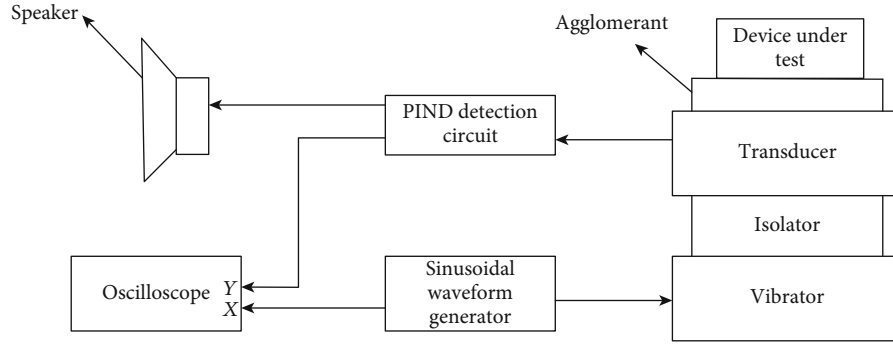 Speaker
Agglomerant
Device under
test
PIND detection
circuit
Transducer
Isolator
Oscilloscope
Y
X
Sinusoidal
waveform
generator
Vibrator